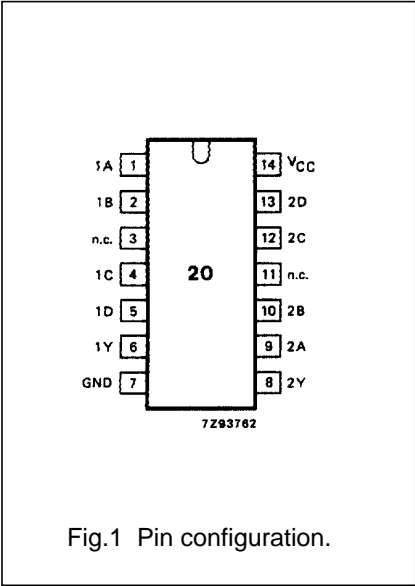 1A 1 14 VCC
1B 2 13 2D
n.c. 3 12 2C
1C 4 20 11 n.c.
1D 5 10 2B
1Y 6 9 2A
GND 7 8 2Y
7Z93762
Fig.1 Pin configuration.